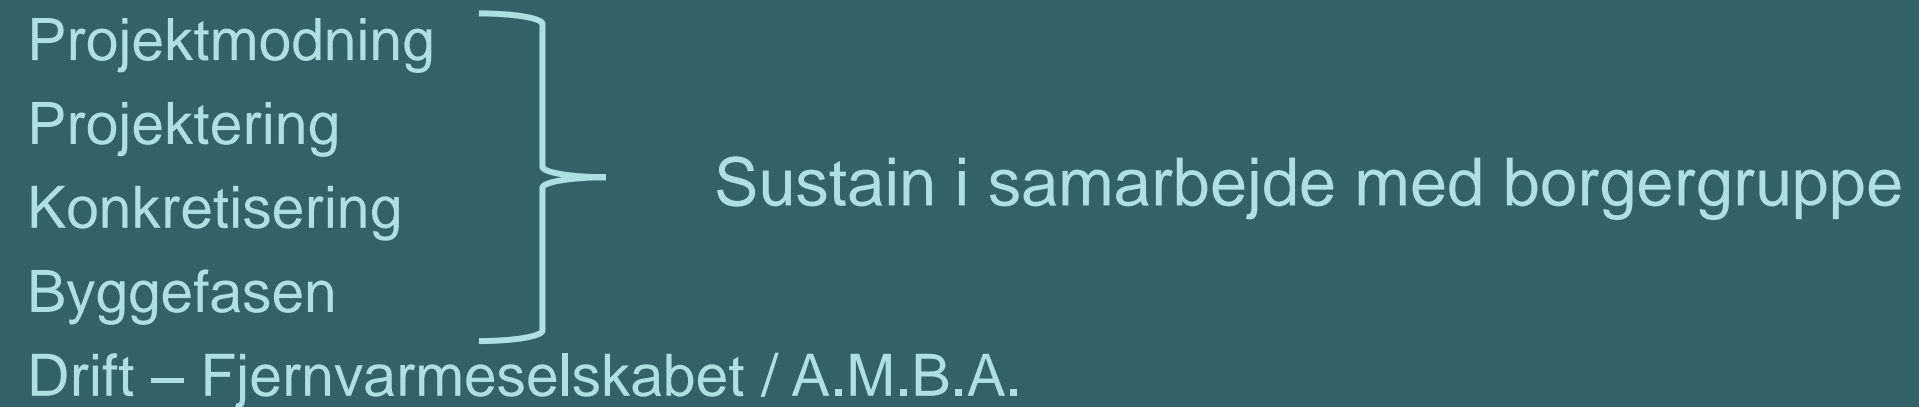 Projektmodning
Projektering
Konkretisering
Byggefasen
Sustain i samarbejde med borgergruppe
Drift – Fjernvarmeselskabet / A.M.B.A.